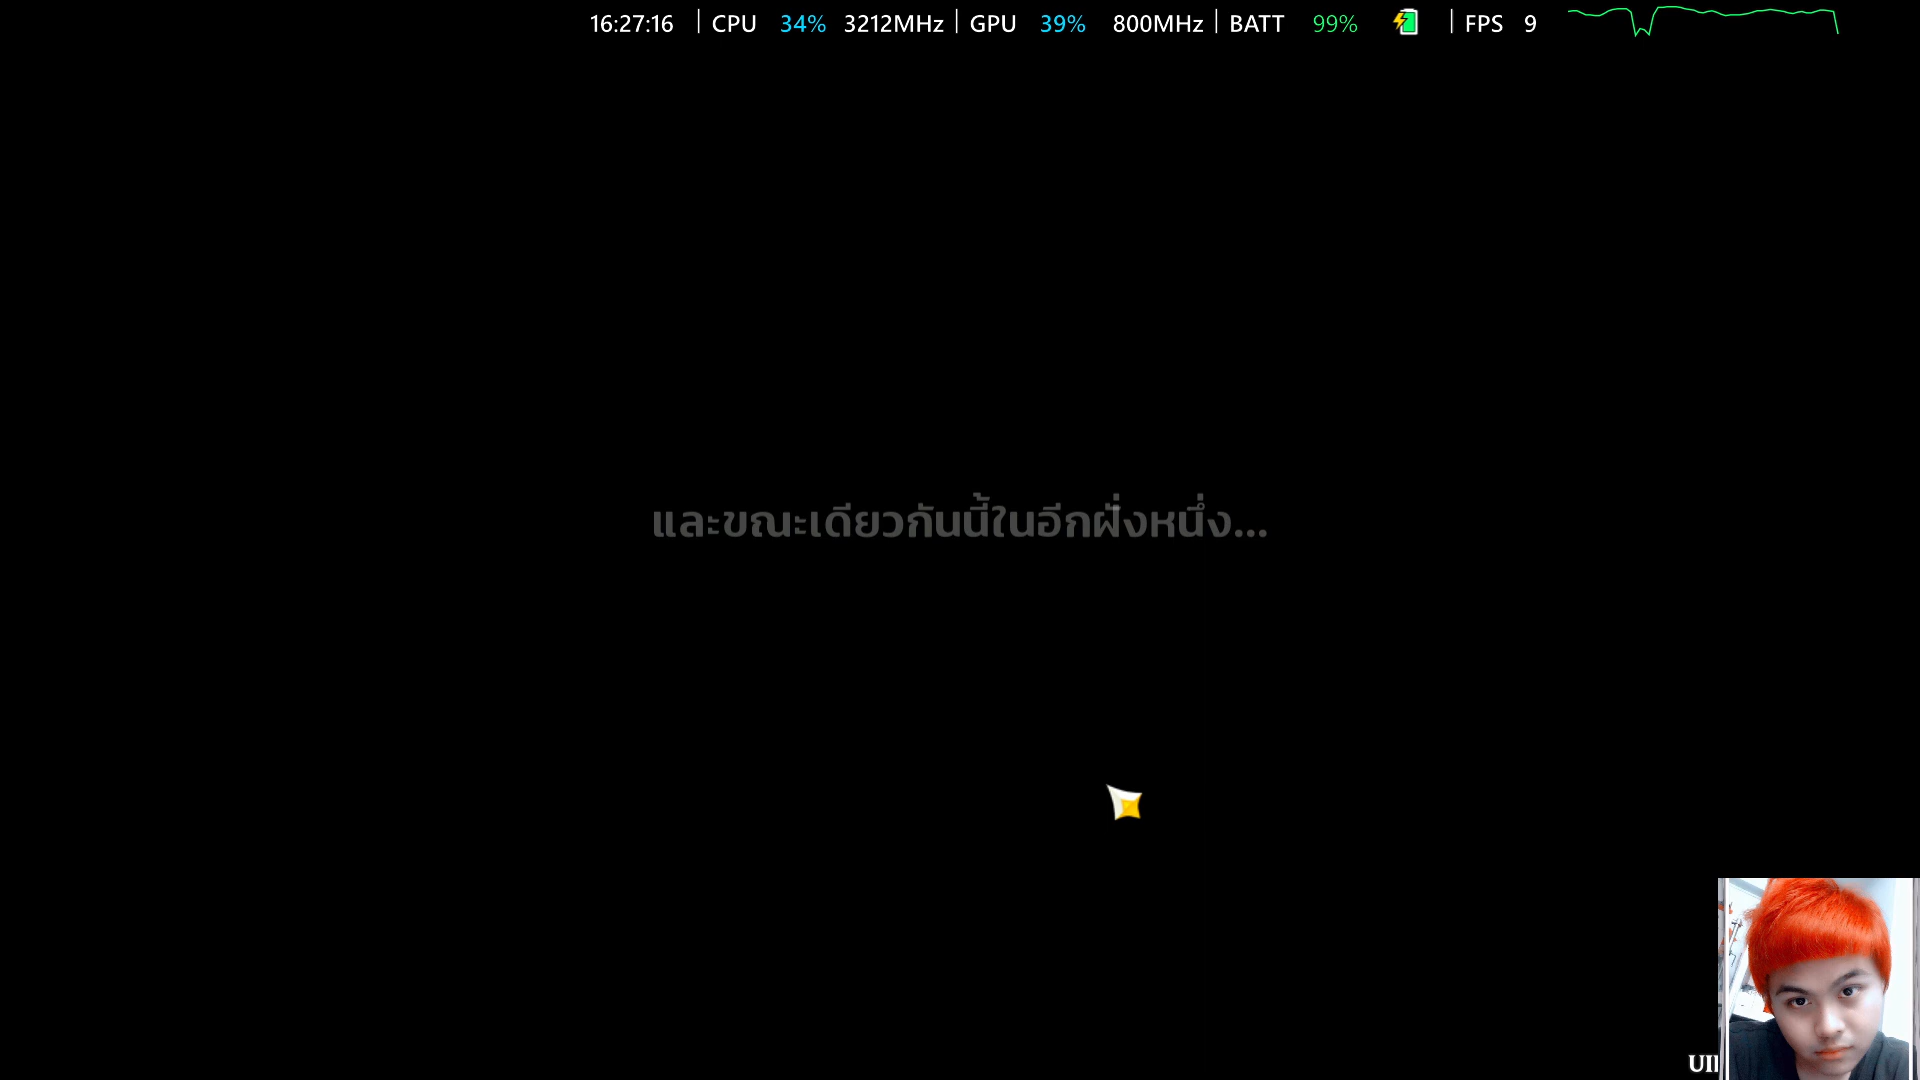 16:27:16 | CPU 34% 3212MHz | GPU 39% 800MHz | BATT 99% | FPS 9
และขณะเดียวกันนี้ในอีกฝั่งหนึ่ง...